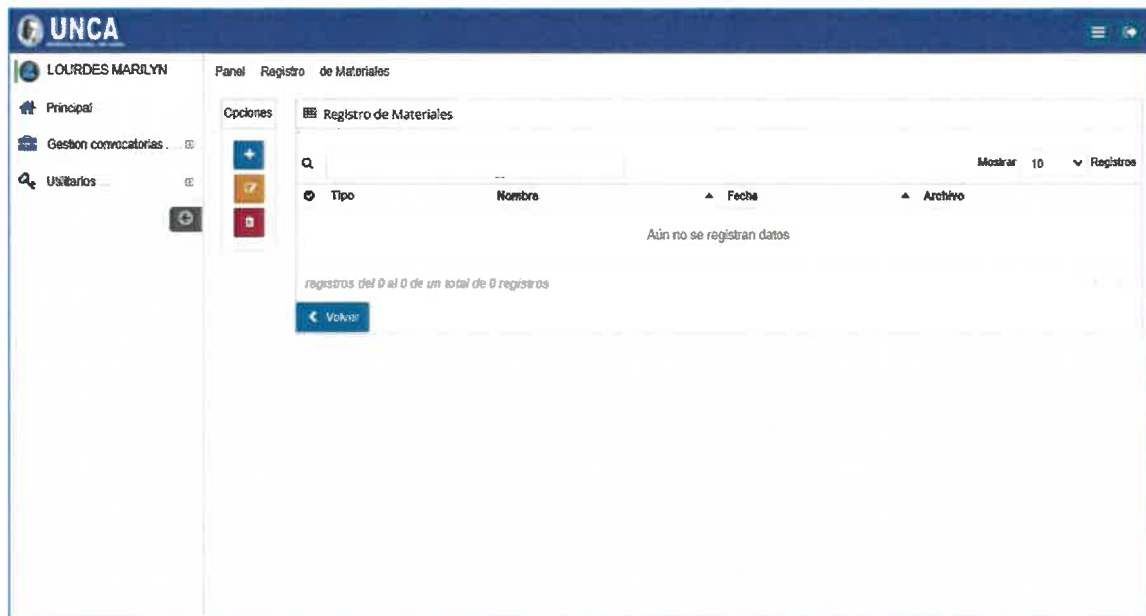 UNCA
LOURDES MARILYN
Principal
Gestion convocatorias .
Utilitarios
Panel Registro de Materiales
Opciones
Registro de Materiales
Mostrar 10 Registros
Tipo Nombre Fecha Archivo
Aún no se registran datos
registros del 0 al 0 de un total de 0 registros
Volver